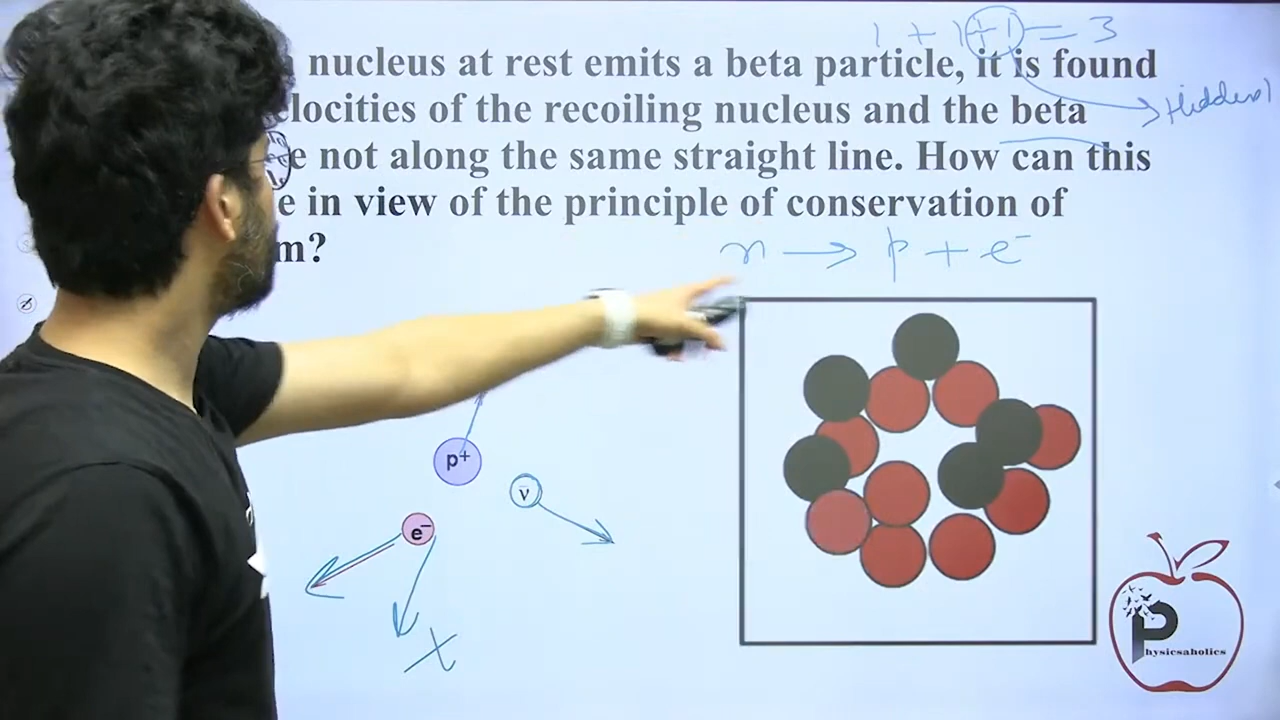 1 + 1 +1 = 3
nucleus at rest emits a beta particle, it is found
locities of the recoiling nucleus and the beta
e not along the same straight line. How can this
e in view of the principle of conservation of
m?
n → p + e⁻
p⁺
ν̄
e⁻
Physicsaholics